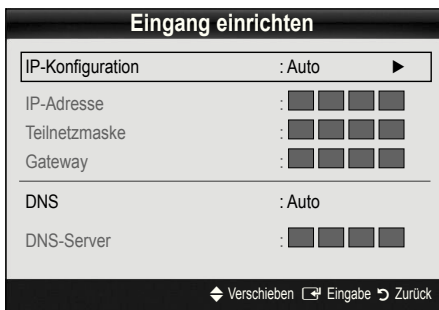 Eingang einrichten
IP-Konfiguration : Auto ►
IP-Adresse :
Teilnetzmaske :
Gateway :
DNS : Auto
DNS-Server :
Verschieben Eingabe Zurück